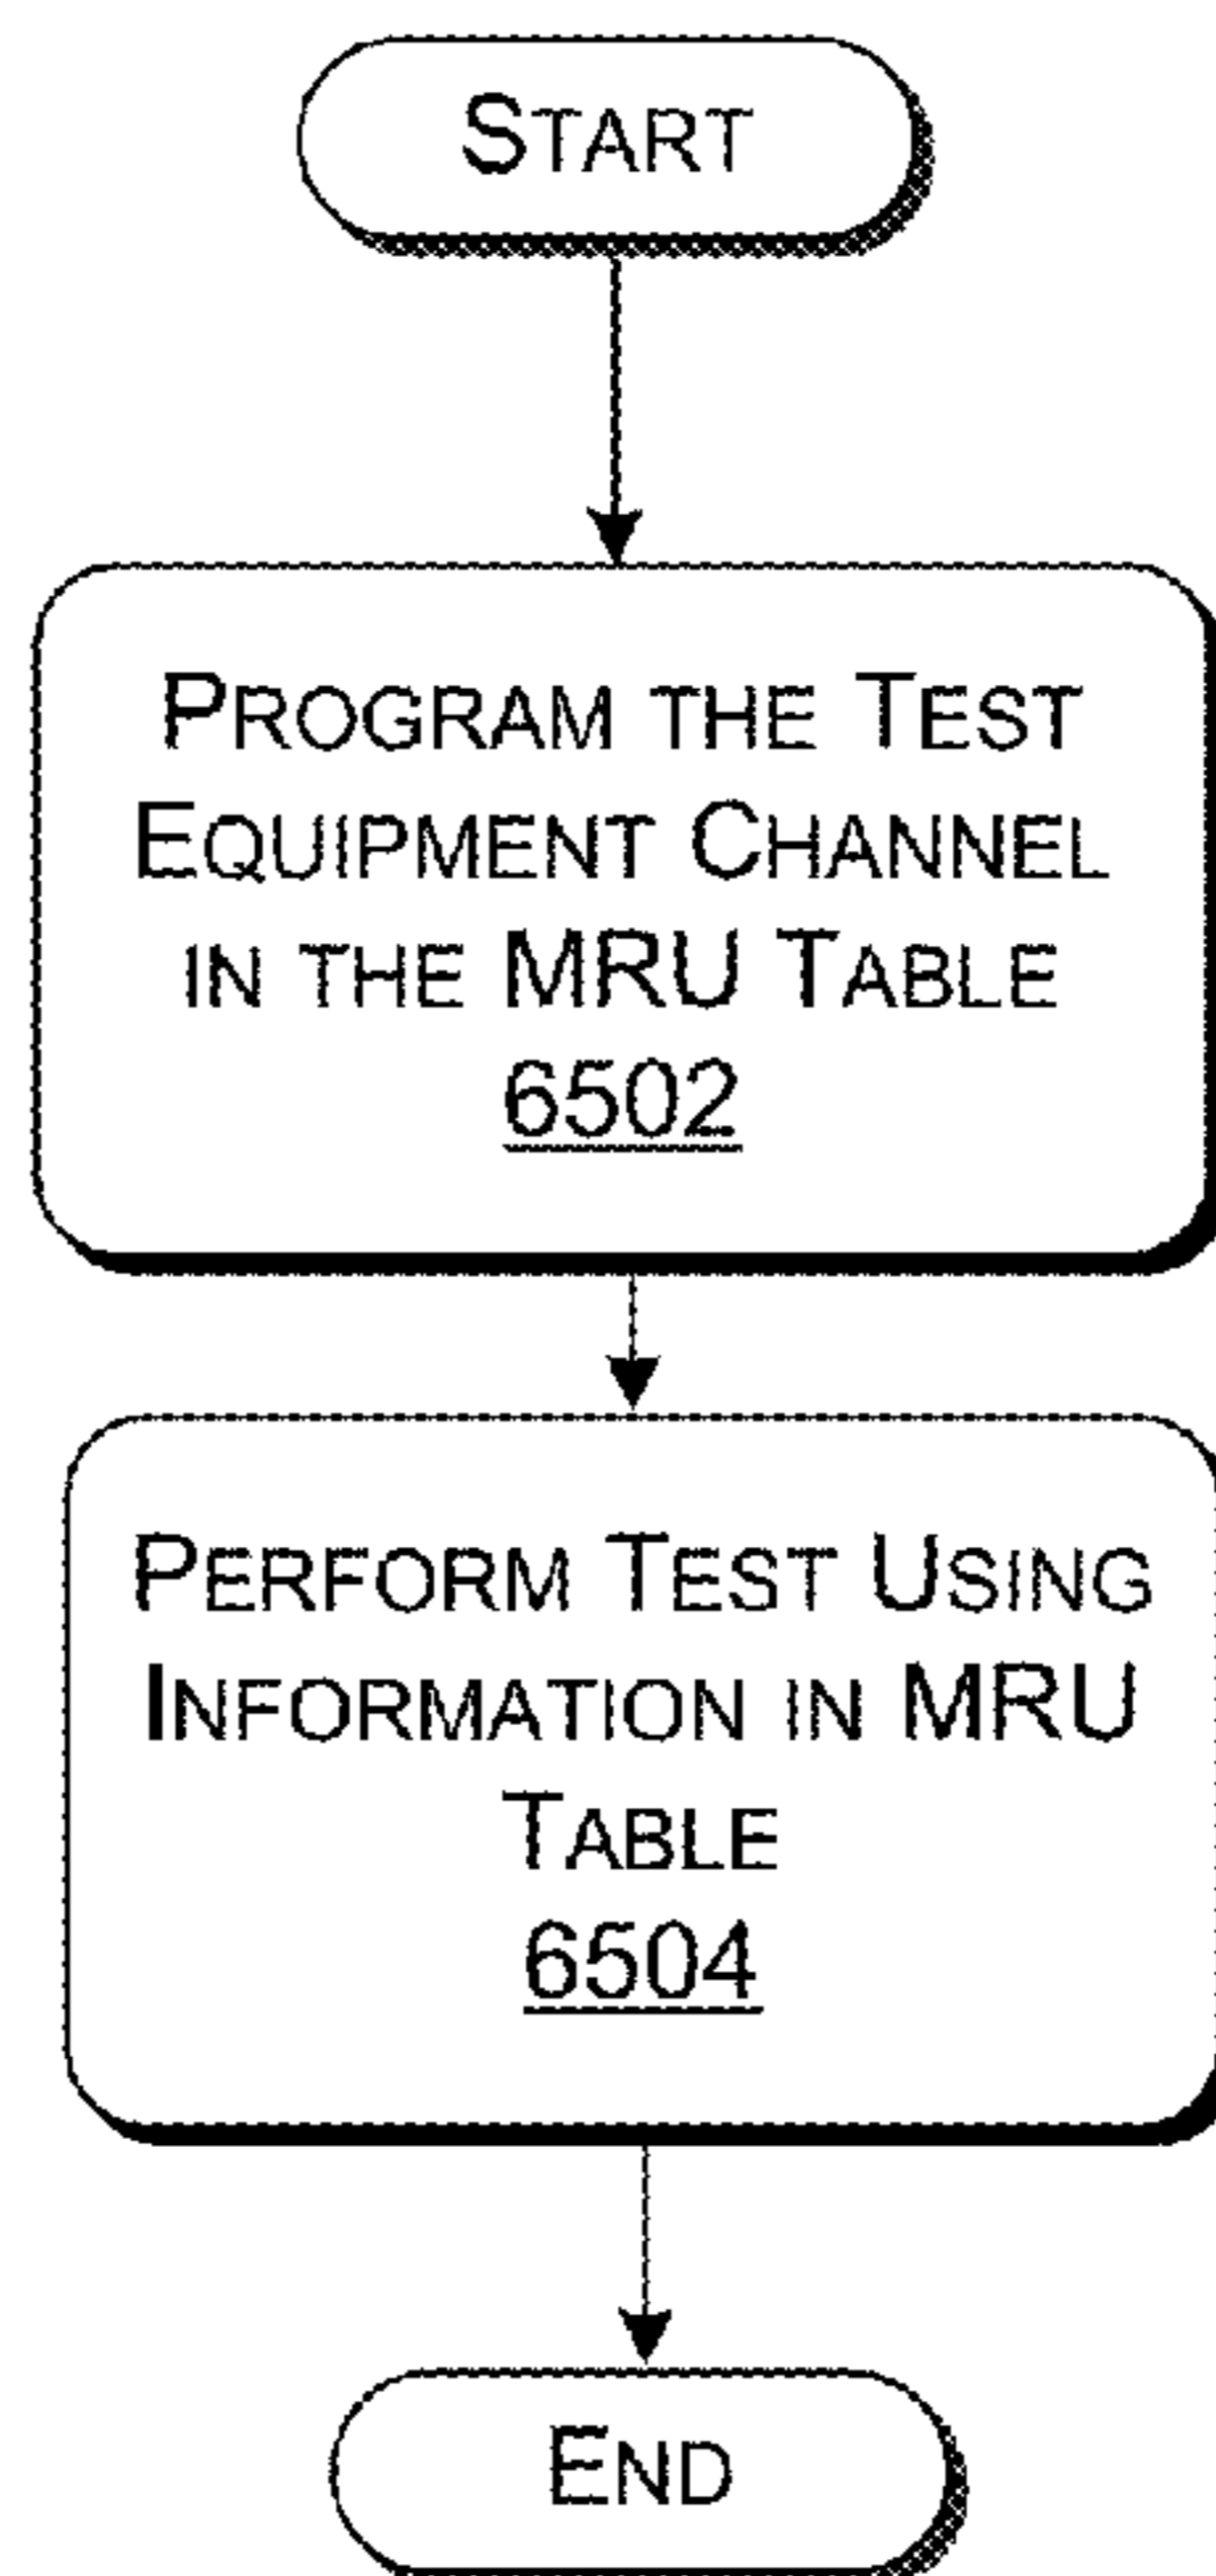 START
PROGRAM THE TEST
EQUIPMENT CHANNEL
IN THE MRU TABLE
6502
PERFORM TEST USING
INFORMATION IN MRU
TABLE
6504
END